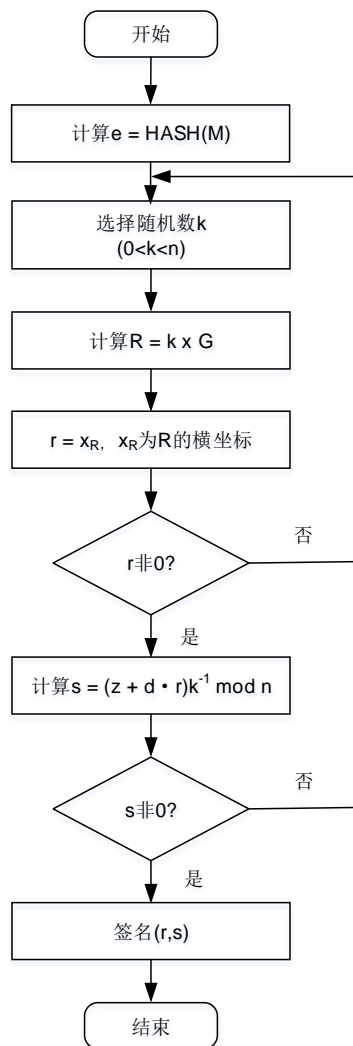 开始
计算e = HASH(M)
选择随机数k
(0<k<n)
计算R = k x G
r = x_R, x_R为R的横坐标
r非0?
否
是
计算s = (z + d • r)k^-1 mod n
s非0?
否
是
签名(r,s)
结束